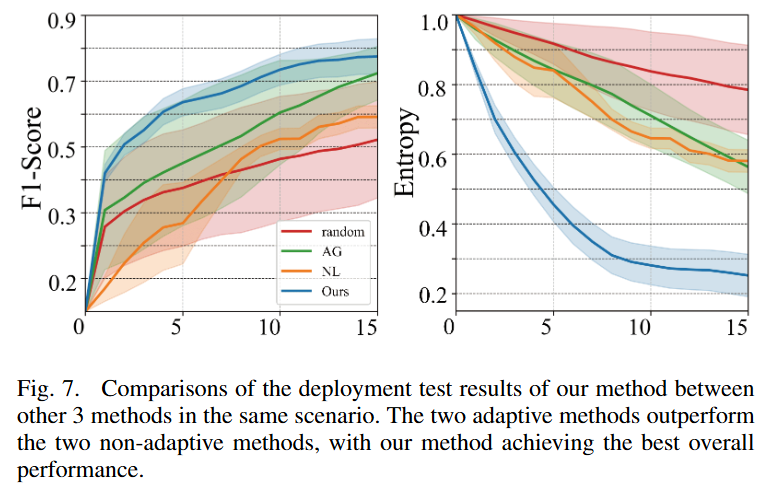 0.9
0.7
0.5
0.3
0.2
F1-Score
random
AG
NL
Ours
0 5 10 15
1.0
0.8
0.6
0.4
0.2
Entropy
0 5 10 15
Fig. 7. Comparisons of the deployment test results of our method between
other 3 methods in the same scenario. The two adaptive methods outperform
the two non-adaptive methods, with our method achieving the best overall
performance.